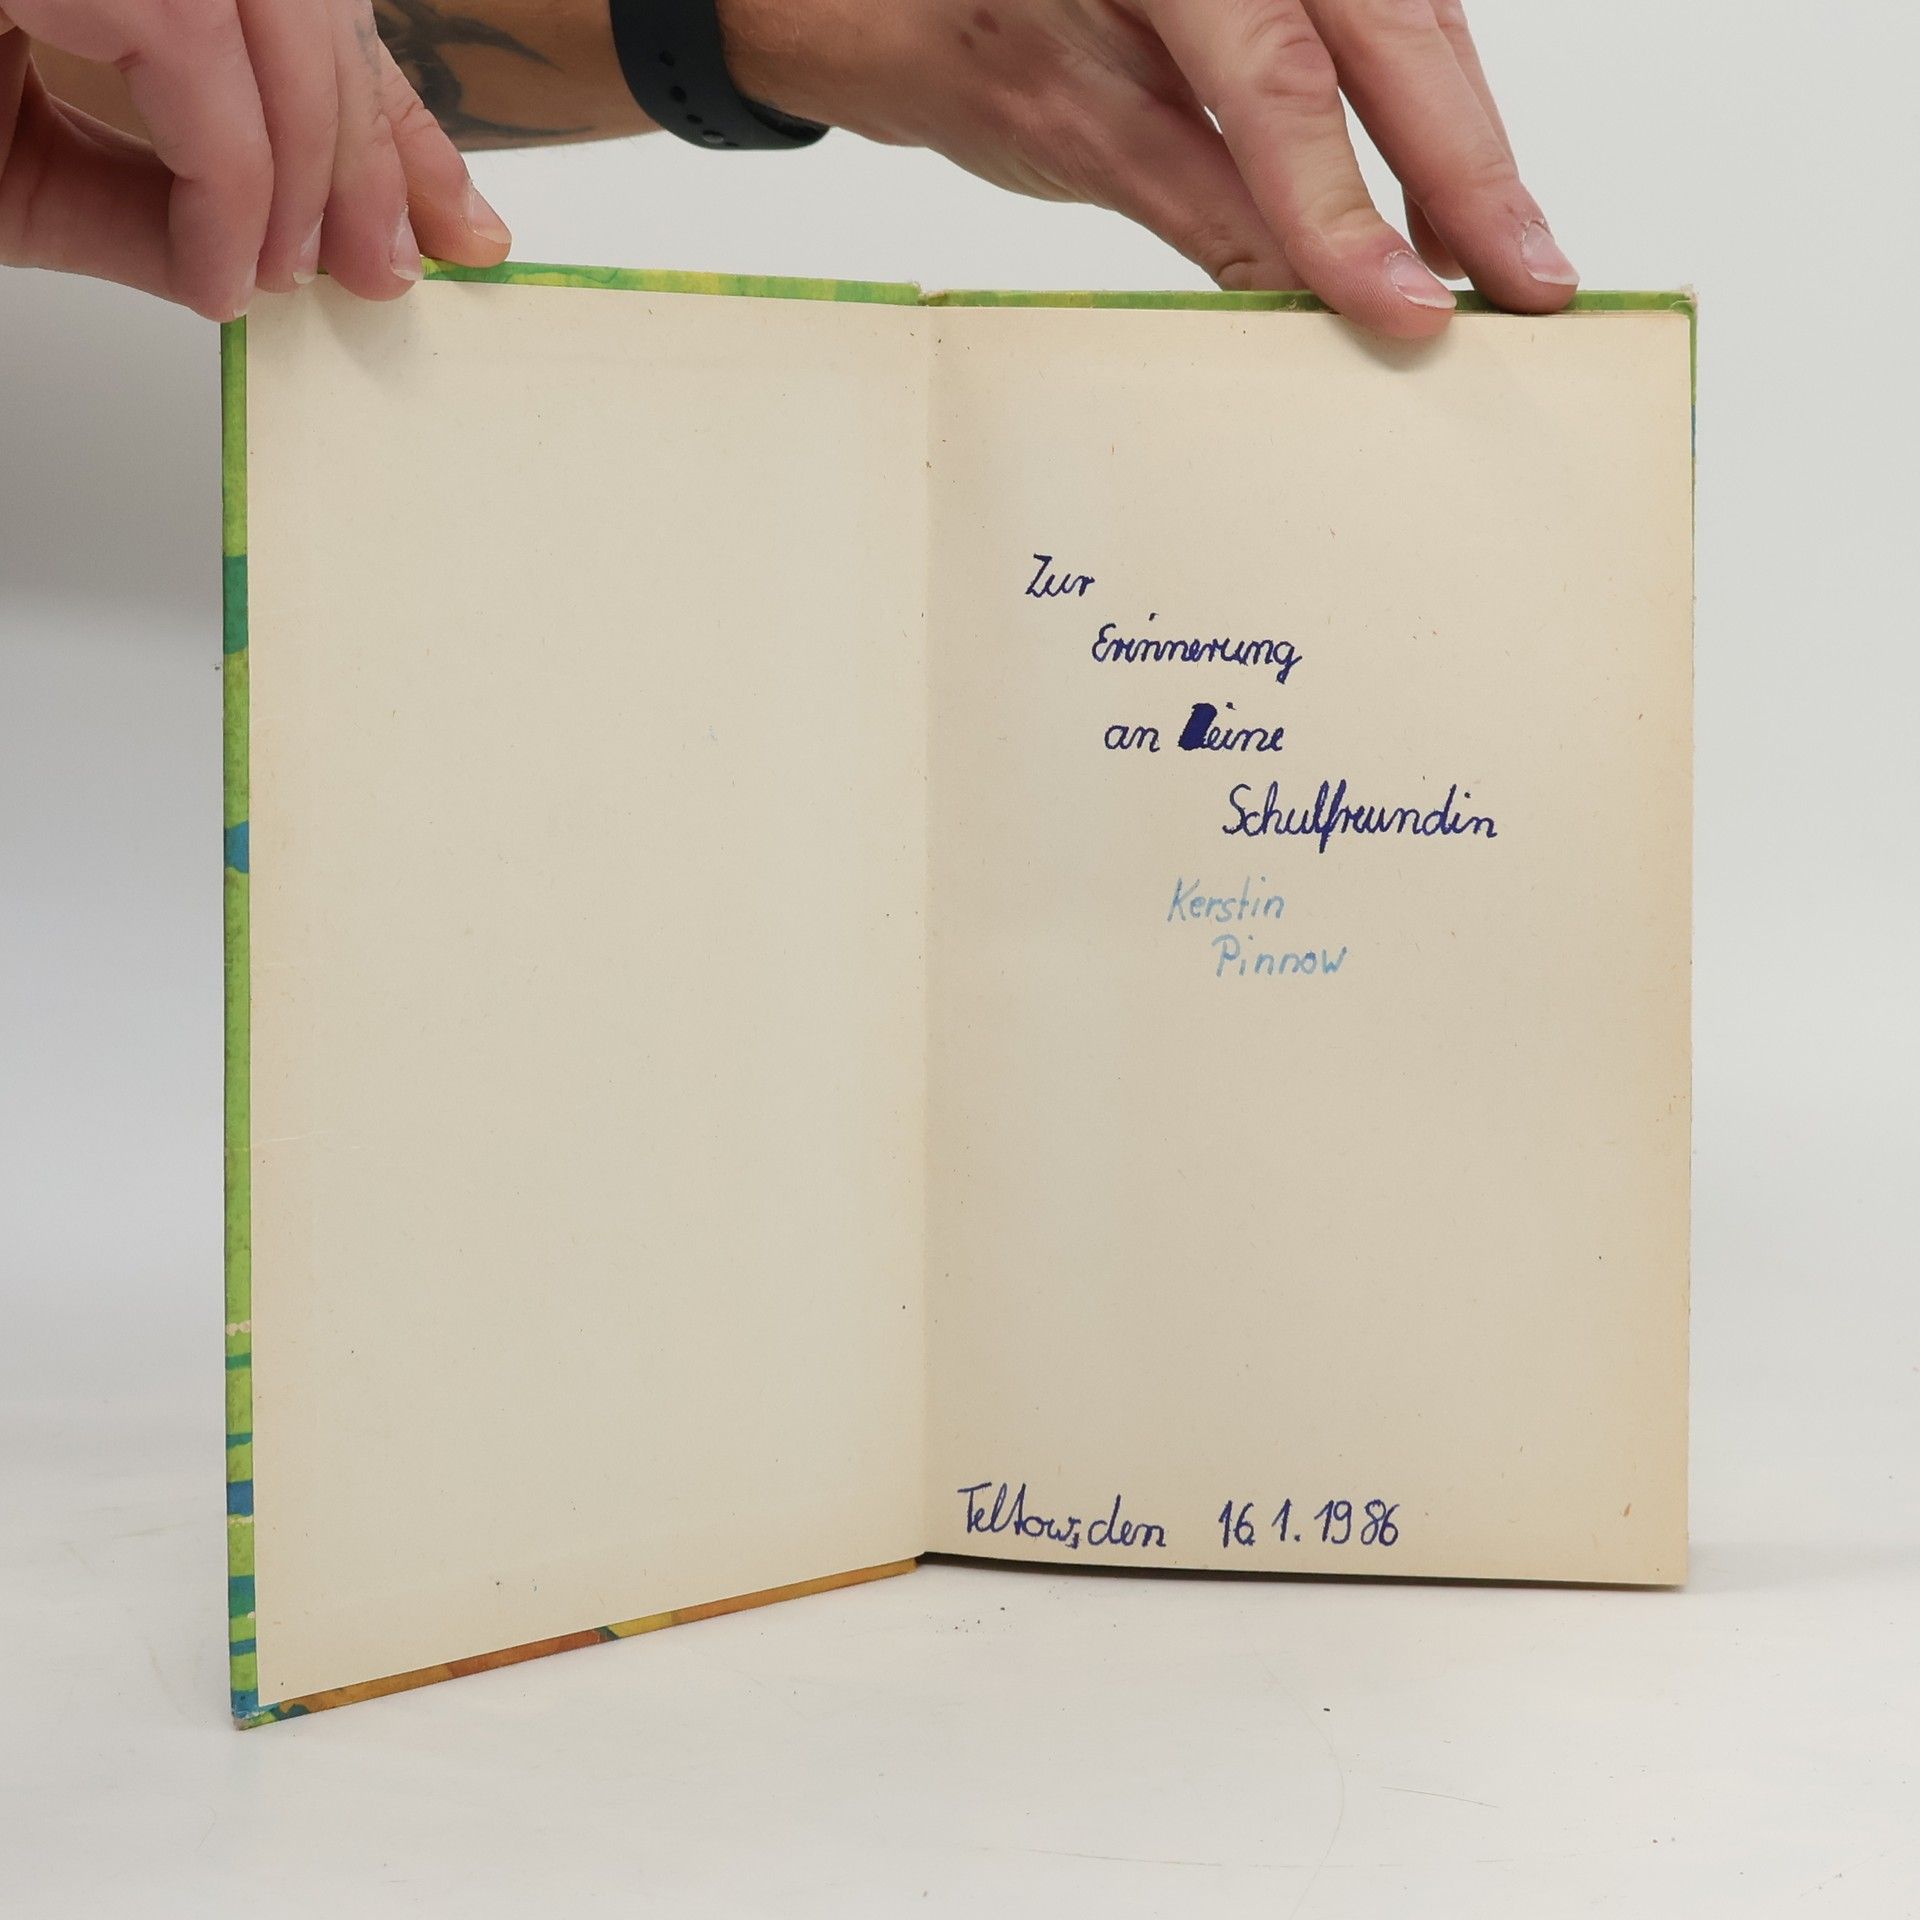 Zur
Erinnerung
an Deine
Schulfreundin
Kerstin
Pinnow
Teltow, den 16.1.1986